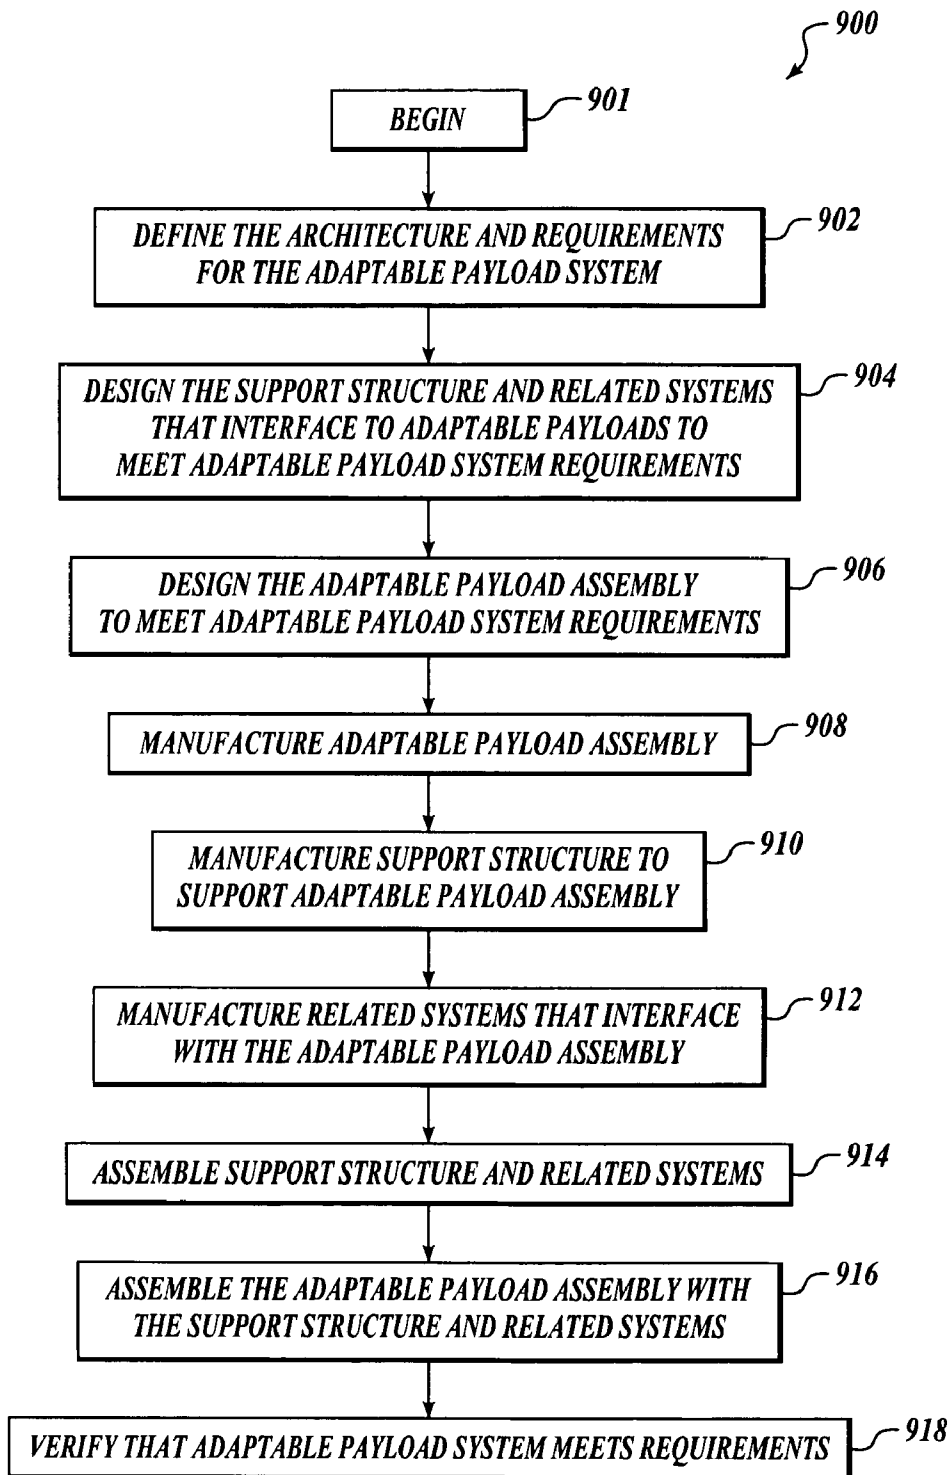 900
BEGIN
901
DEFINE THE ARCHITECTURE AND REQUIREMENTS
FOR THE ADAPTABLE PAYLOAD SYSTEM
902
DESIGN THE SUPPORT STRUCTURE AND RELATED SYSTEMS
THAT INTERFACE TO ADAPTABLE PAYLOADS TO
MEET ADAPTABLE PAYLOAD SYSTEM REQUIREMENTS
904
DESIGN THE ADAPTABLE PAYLOAD ASSEMBLY
TO MEET ADAPTABLE PAYLOAD SYSTEM REQUIREMENTS
906
MANUFACTURE ADAPTABLE PAYLOAD ASSEMBLY
908
MANUFACTURE SUPPORT STRUCTURE TO
SUPPORT ADAPTABLE PAYLOAD ASSEMBLY
910
MANUFACTURE RELATED SYSTEMS THAT INTERFACE
WITH THE ADAPTABLE PAYLOAD ASSEMBLY
912
ASSEMBLE SUPPORT STRUCTURE AND RELATED SYSTEMS
914
ASSEMBLE THE ADAPTABLE PAYLOAD ASSEMBLY WITH
THE SUPPORT STRUCTURE AND RELATED SYSTEMS
916
VERIFY THAT ADAPTABLE PAYLOAD SYSTEM MEETS REQUIREMENTS
918